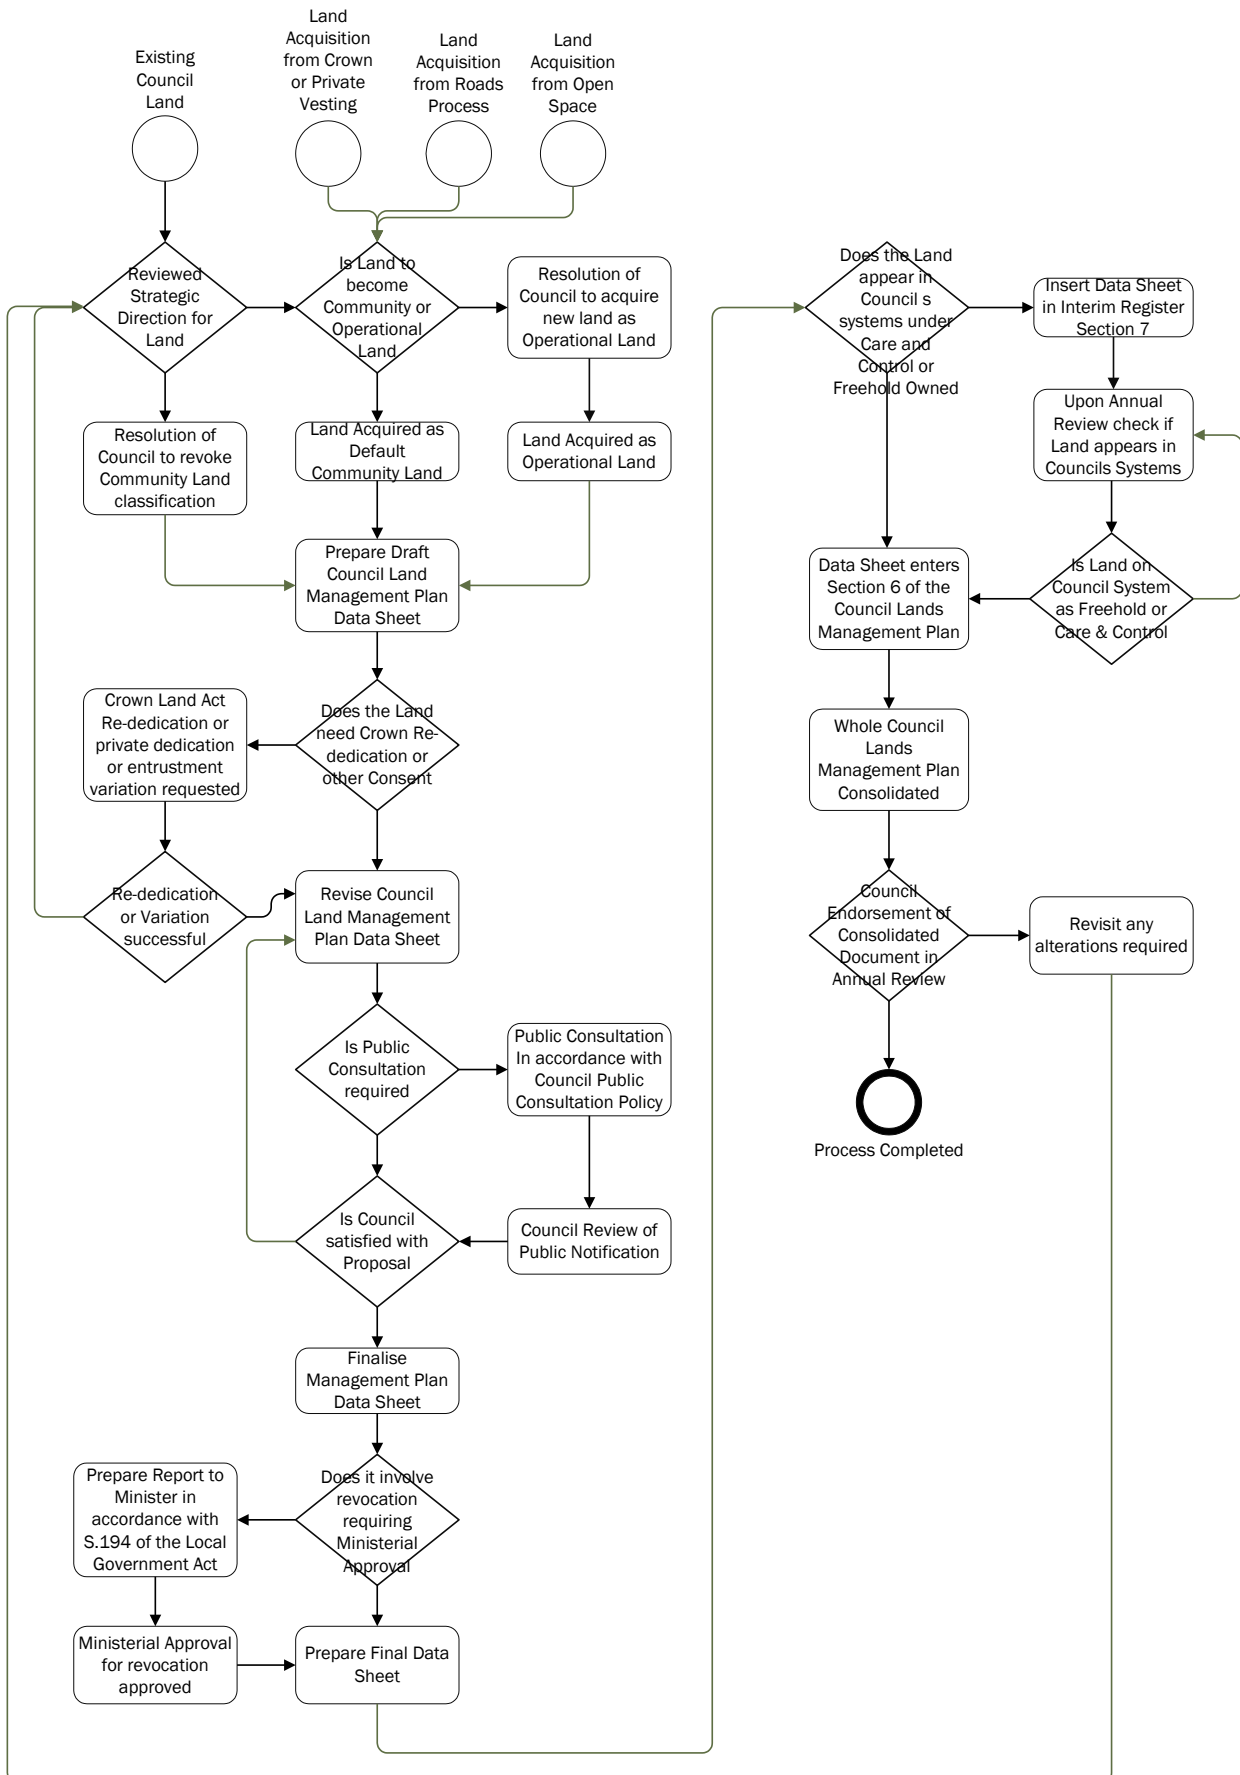 Existing
Council
Land
Land
Acquisition
from Crown
or Private
Vesting
Land
Acquisition
from Roads
Process
Land
Acquisition
from Open
Space
Reviewed
Strategic
Direction for
Land
Is Land to
become
Community or
Operational
Land
Resolution of
Council to acquire
new land as
Operational Land
Resolution of
Council to revoke
Community Land
classification
Land Acquired as
Default
Community Land
Land Acquired as
Operational Land
Prepare Draft
Council Land
Management Plan
Data Sheet
Crown Land Act
Re-dedication or
private dedication
or entrustment
variation requested
Does the Land
need Crown Re-
dedication or
other Consent
Re-dedication
or Variation
successful
Revise Council
Land Management
Plan Data Sheet
Is Public
Consultation
required
Public Consultation
In accordance with
Council Public
Consultation Policy
Is Council
satisfied with
Proposal
Council Review of
Public Notification
Finalise
Management Plan
Data Sheet
Prepare Report to
Minister in
accordance with
S.194 of the Local
Government Act
Does it involve
revocation
requiring
Ministerial
Approval
Ministerial Approval
for revocation
approved
Prepare Final Data
Sheet
Does the Land
appear in
Council s
systems under
Care and
Control or
Freehold Owned
Insert Data Sheet
in Interim Register
Section 7
Upon Annual
Review check if
Land appears in
Councils Systems
Data Sheet enters
Section 6 of the
Council Lands
Management Plan
Is Land on
Council System
as Freehold or
Care & Control
Whole Council
Lands
Management Plan
Consolidated
Council
Endorsement of
Consolidated
Document in
Annual Review
Revisit any
alterations required
Process Completed